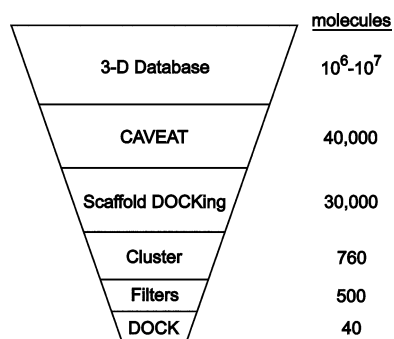 molecules
3-D Database 10⁶-10⁷
CAVEAT 40,000
Scaffold DOCKing 30,000
Cluster 760
Filters 500
DOCK 40